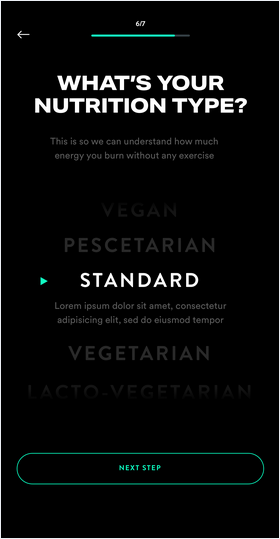 6/7
WHAT'S YOUR
NUTRITION TYPE?
This is so we can understand how much
energy you burn without any exercise
VEGAN
PESCETARIAN
STANDARD
Lorem ipsum dolor sit amet, consectetur
adipisicing elit, sed do eiusmod tempor
VEGETARIAN
LACTO-VEGETARIAN
NEXT STEP